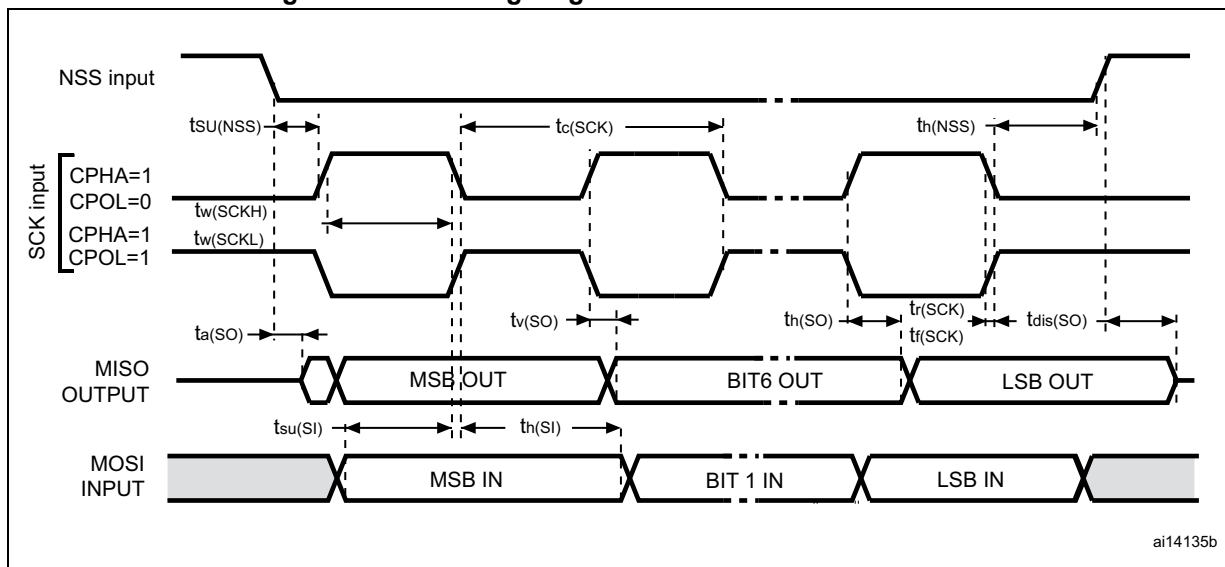 NSS input
tSU(NSS)
tc(SCK)
th(NSS)
SCK input
CPHA=1
CPOL=0
tw(SCKH)
CPHA=1
tw(SCKL)
CPOL=1
ta(SO)
tv(SO)
th(SO)
tr(SCK)
tf(SCK)
tdis(SO)
MISO
OUTPUT
MSB OUT
BIT6 OUT
LSB OUT
tsu(SI)
th(SI)
MOSI
INPUT
MSB IN
BIT 1 IN
LSB IN
ai14135b